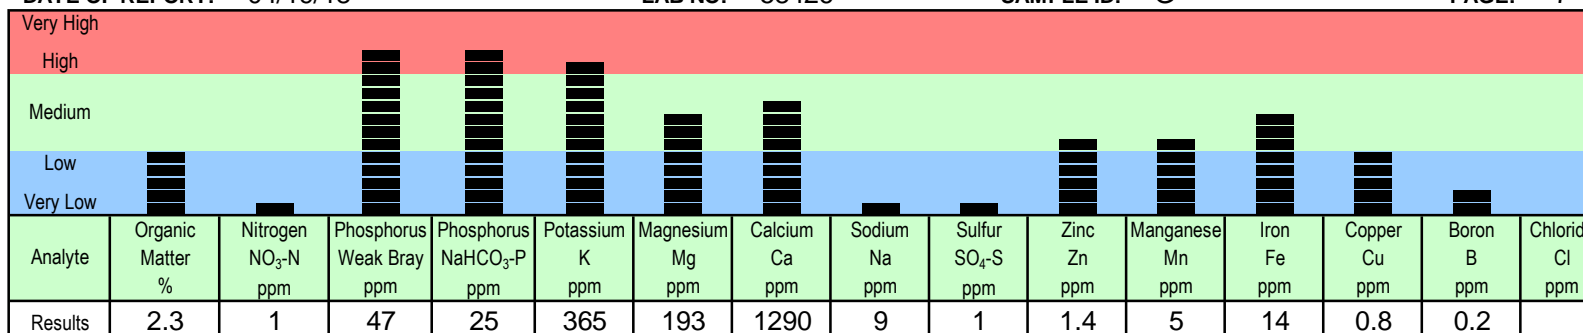 Very High
High
Medium
Low
Very Low
Analyte
Organic Matter %
Nitrogen NO₃-N ppm
Phosphorus Weak Bray ppm
Phosphorus NaHCO₃-P ppm
Potassium K ppm
Magnesium Mg ppm
Calcium Ca ppm
Sodium Na ppm
Sulfur SO₄-S ppm
Zinc Zn ppm
Manganese Mn ppm
Iron Fe ppm
Copper Cu ppm
Boron B ppm
Chlorid Cl ppm
Results 2.3 1 47 25 365 193 1290 9 1 1.4 5 14 0.8 0.2